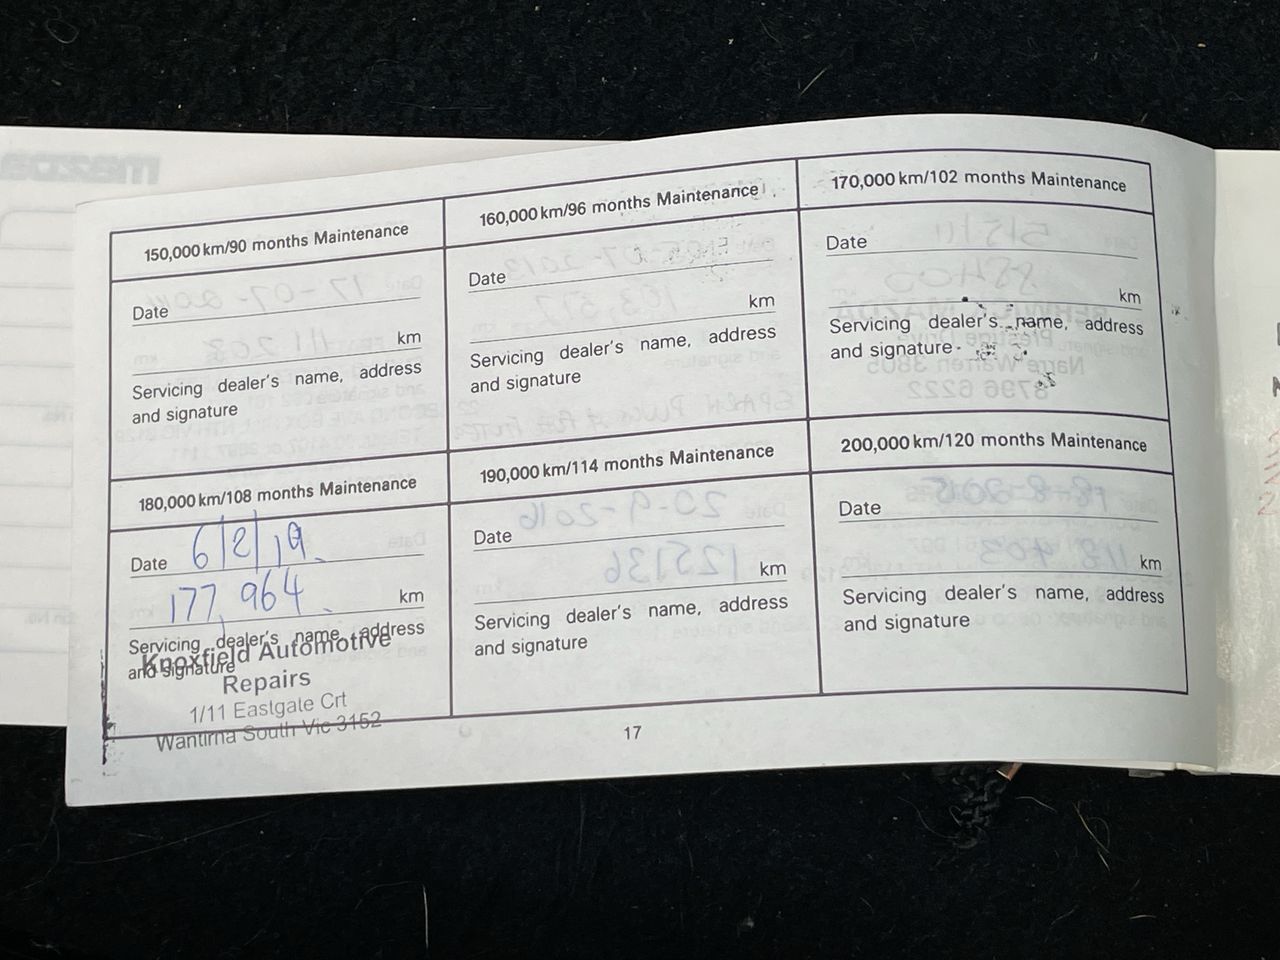 150,000 km/90 months Maintenance
Date
km
Servicing dealer's name, address
and signature
160,000 km/96 months Maintenance
Date
km
Servicing dealer's name, address
and signature
170,000 km/102 months Maintenance
Date
km
Servicing dealer's name, address
and signature
180,000 km/108 months Maintenance
Date 6/2/19.
177,964 km
Servicing dealer's name, address
and signature
Knoxfield Automotive
Repairs
1/11 Eastgate Crt
Wantirna South Vic 3152
190,000 km/114 months Maintenance
Date
km
Servicing dealer's name, address
and signature
200,000 km/120 months Maintenance
Date
km
Servicing dealer's name, address
and signature
17